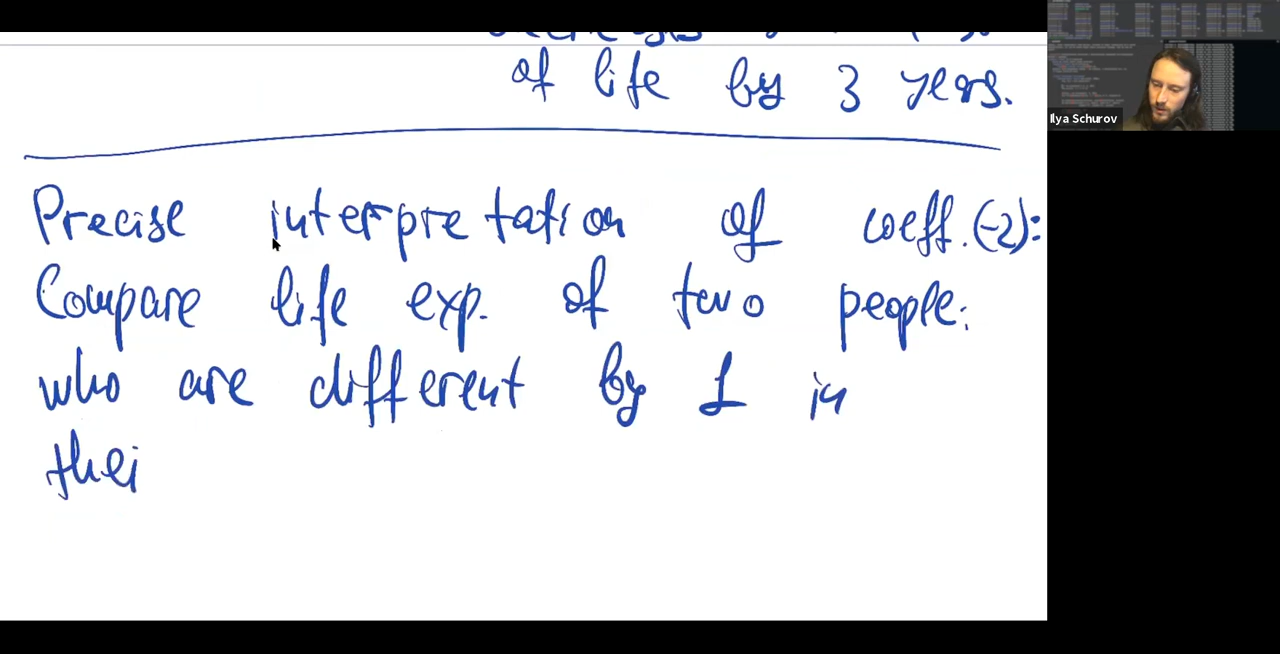 of life by 3 yers.
Precise interpretation of coeff. (-2):
Compare life exp. of two people:
who are different by 1 in
thei
Ilya Schurov